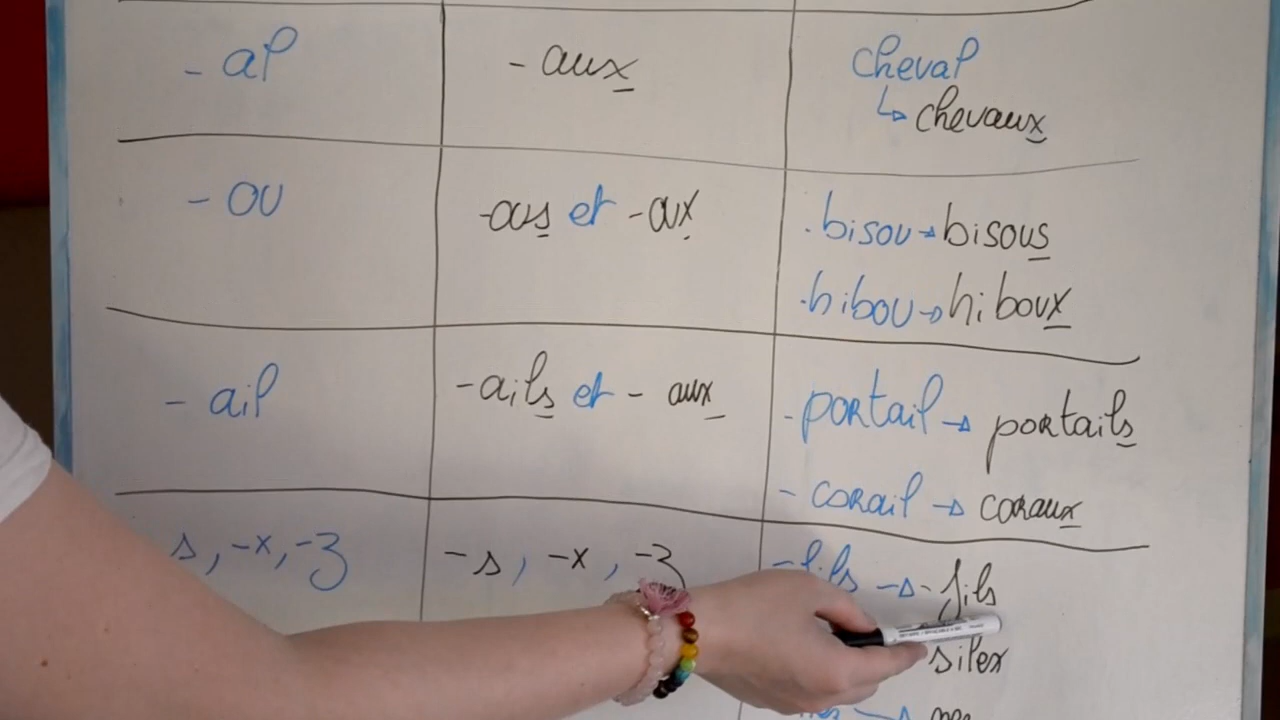 - al
- aux
cheval
↳ chevaux
- ou
-ous et -oux
. bisou → bisous
. hibou → hiboux
- ail
- ails et - aux
- portail → portails
- corail → coraux
s, -x, -z
- s, -x, -z
- fils → - fils
silex